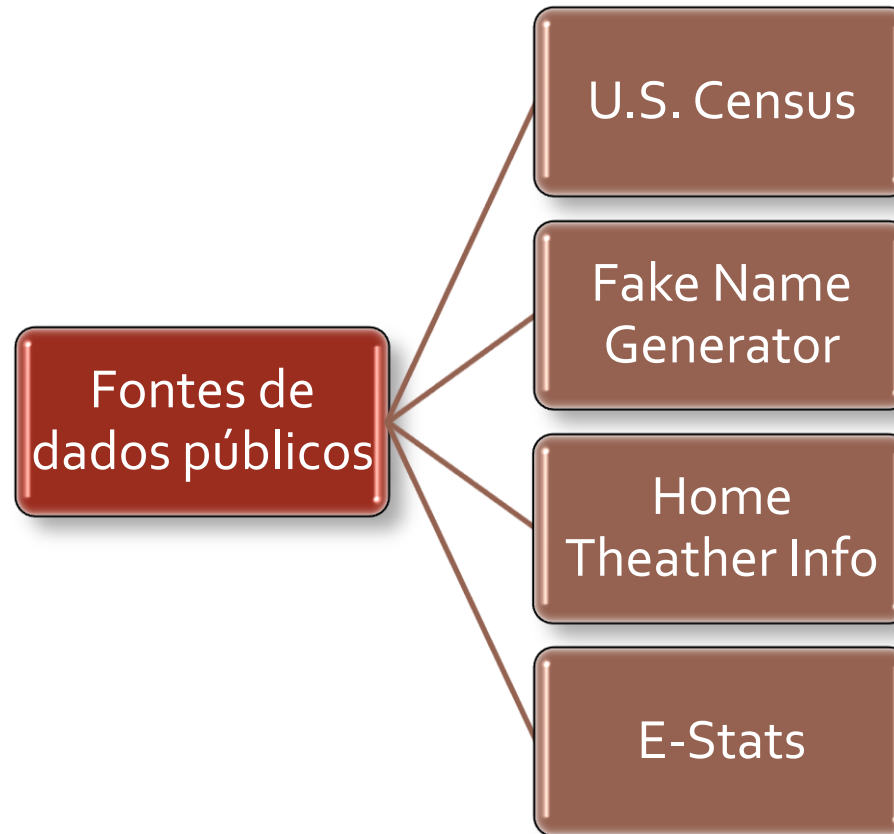 Fontes de
dados públicos
U.S. Census
Fake Name
Generator
Home
Theather Info
E-Stats